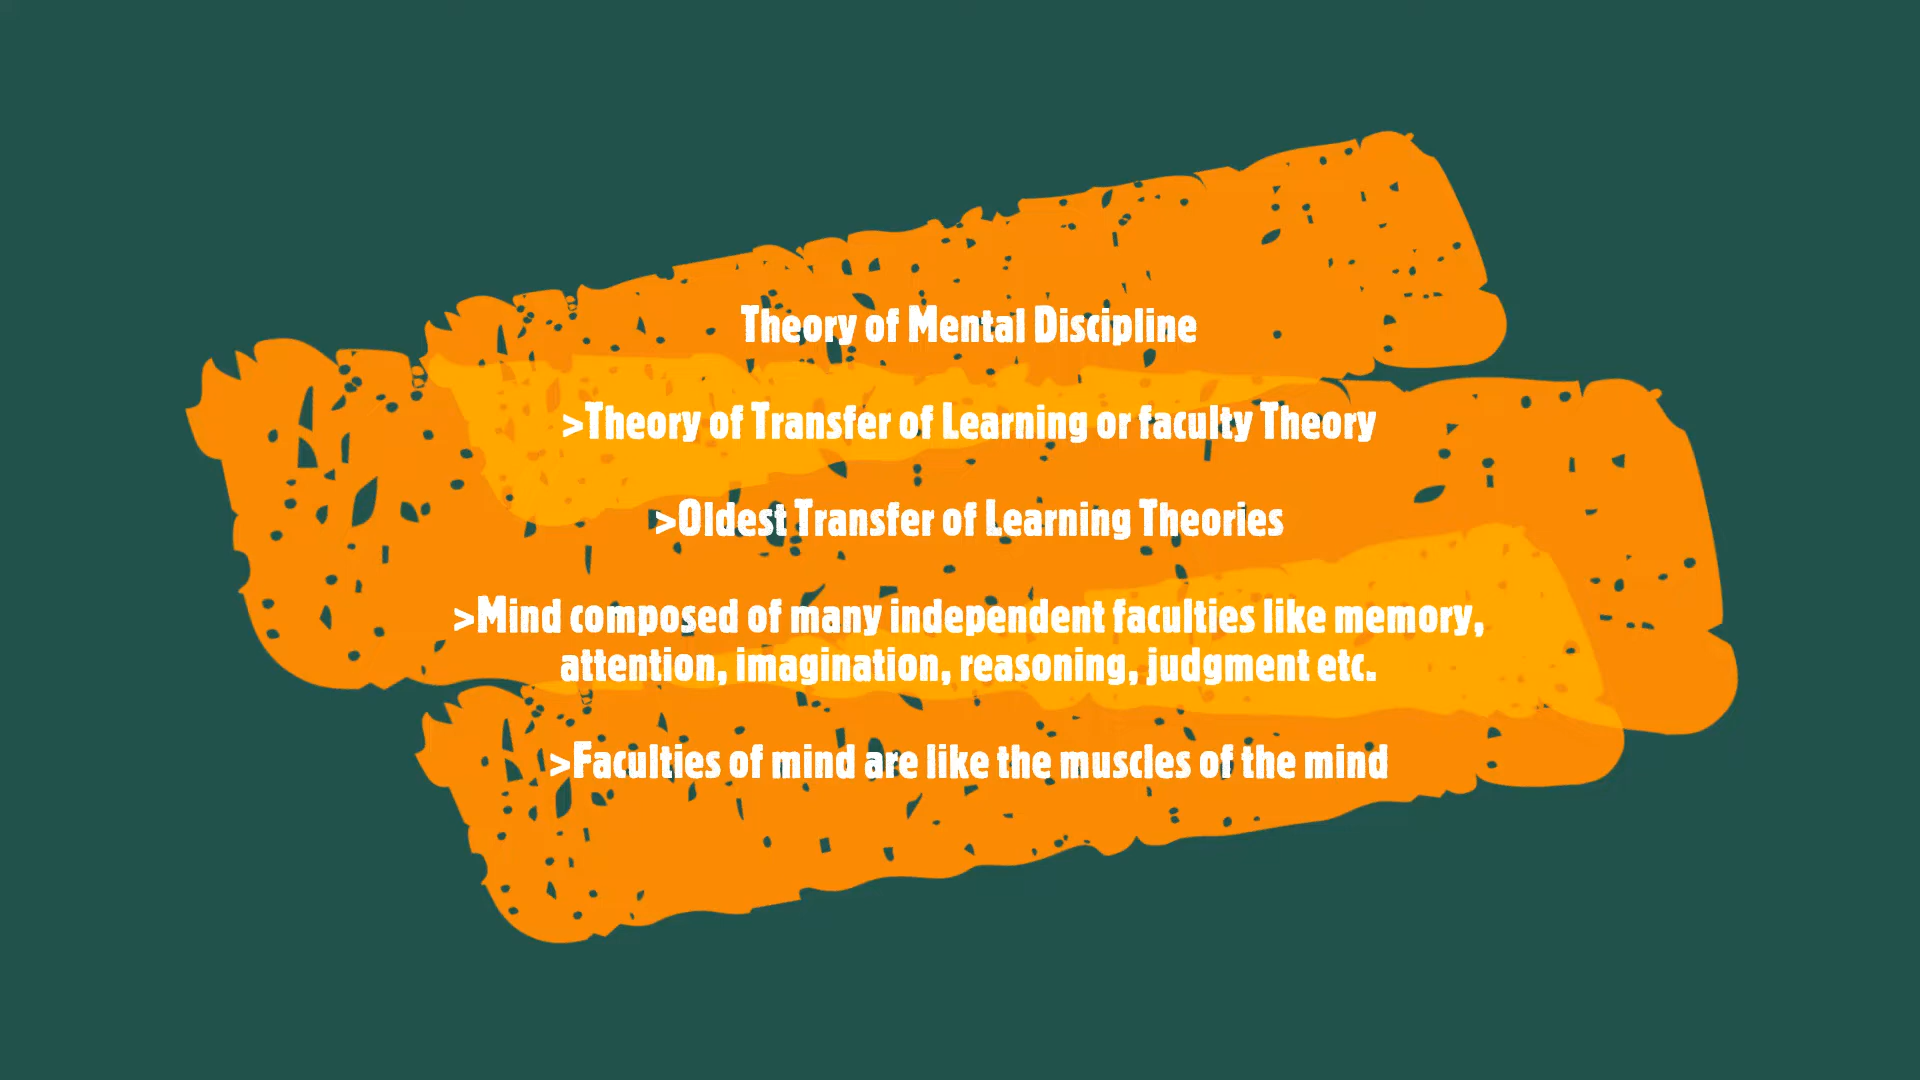 Theory of Mental Discipline
>Theory of Transfer of Learning or faculty Theory
>Oldest Transfer of Learning Theories
>Mind composed of many independent faculties like memory,
attention, imagination, reasoning, judgment etc.
>Faculties of mind are like the muscles of the mind